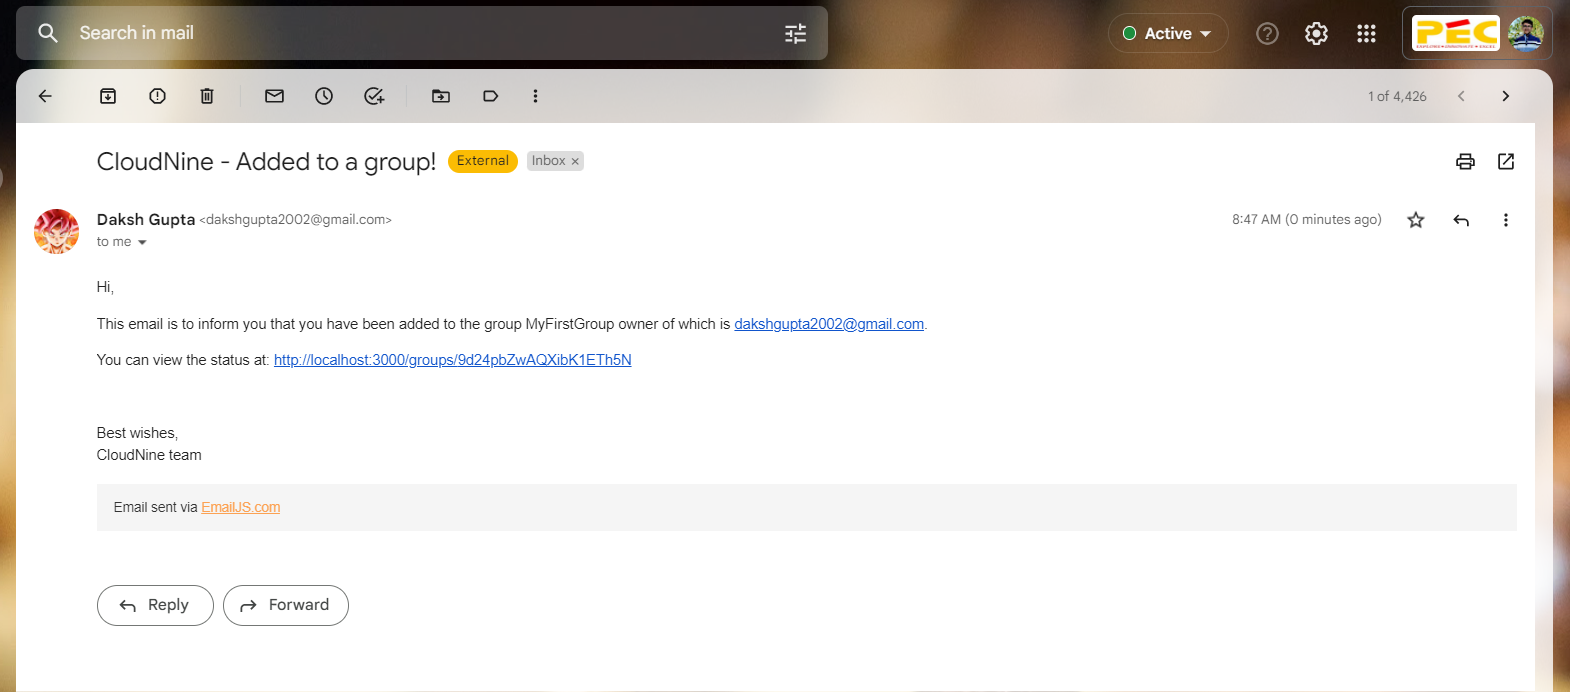 Search in mail
Active
PEC
1 of 4,426
CloudNine - Added to a group! External Inbox ×
Daksh Gupta <dakshgupta2002@gmail.com>
8:47 AM (0 minutes ago)
to me
Hi,
This email is to inform you that you have been added to the group MyFirstGroup owner of which is dakshgupta2002@gmail.com.
You can view the status at: http://localhost:3000/groups/9d24pbZwAQXibK1ETh5N
Best wishes,
CloudNine team
Email sent via EmailJS.com
Reply Forward